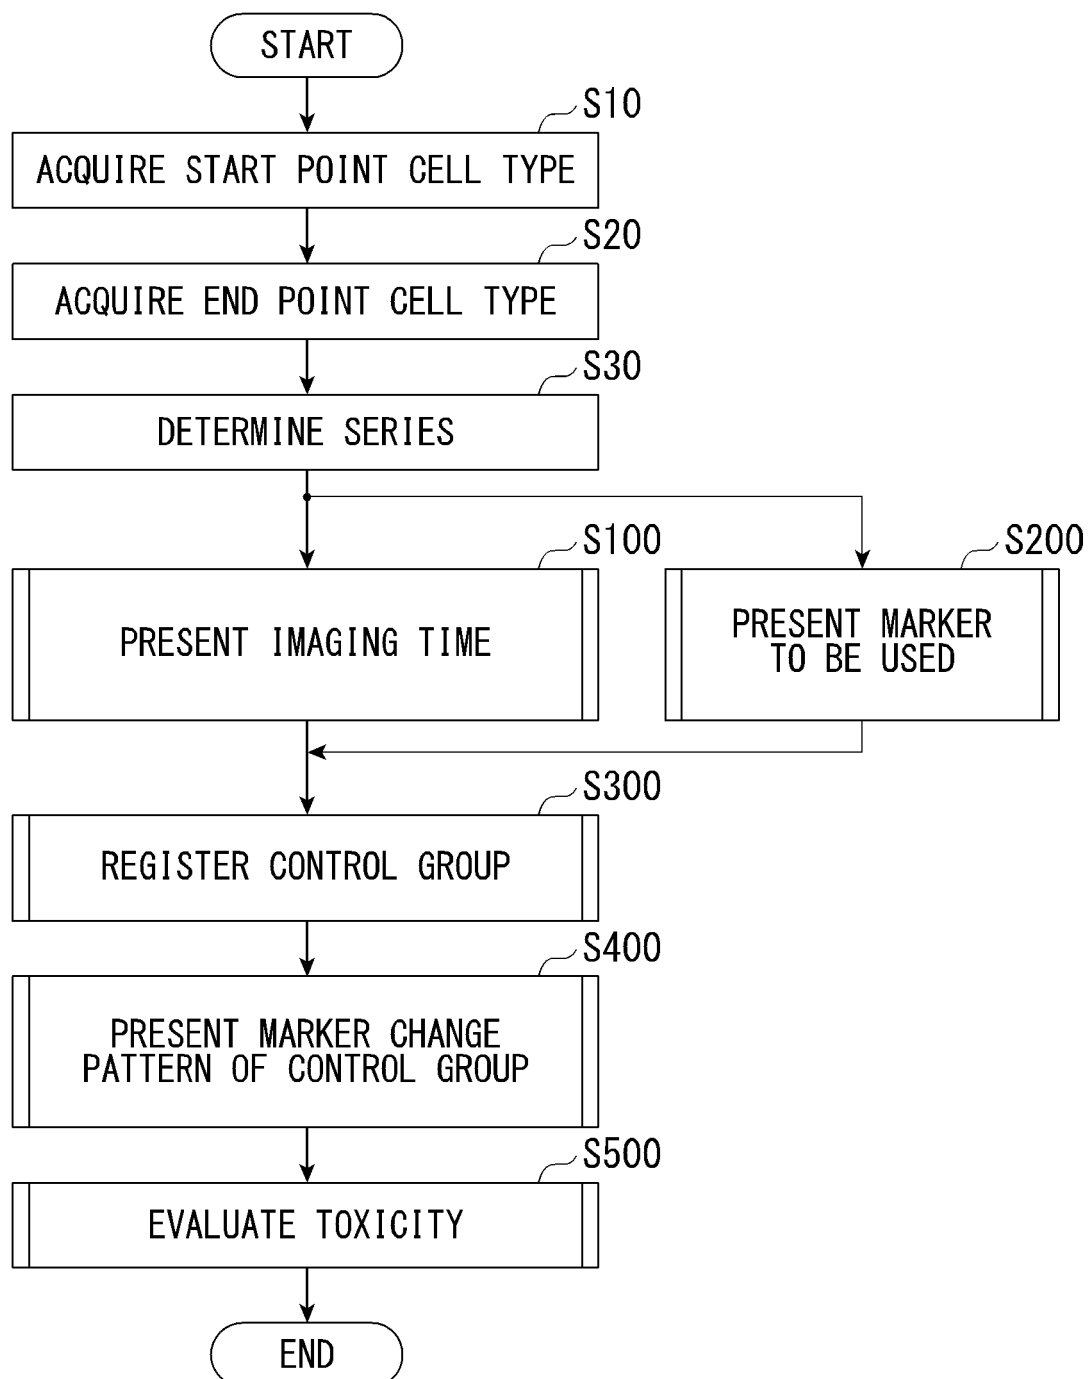 START
S10
ACQUIRE START POINT CELL TYPE
S20
ACQUIRE END POINT CELL TYPE
S30
DETERMINE SERIES
S100
PRESENT IMAGING TIME
S200
PRESENT MARKER
TO BE USED
S300
REGISTER CONTROL GROUP
S400
PRESENT MARKER CHANGE
PATTERN OF CONTROL GROUP
S500
EVALUATE TOXICITY
END